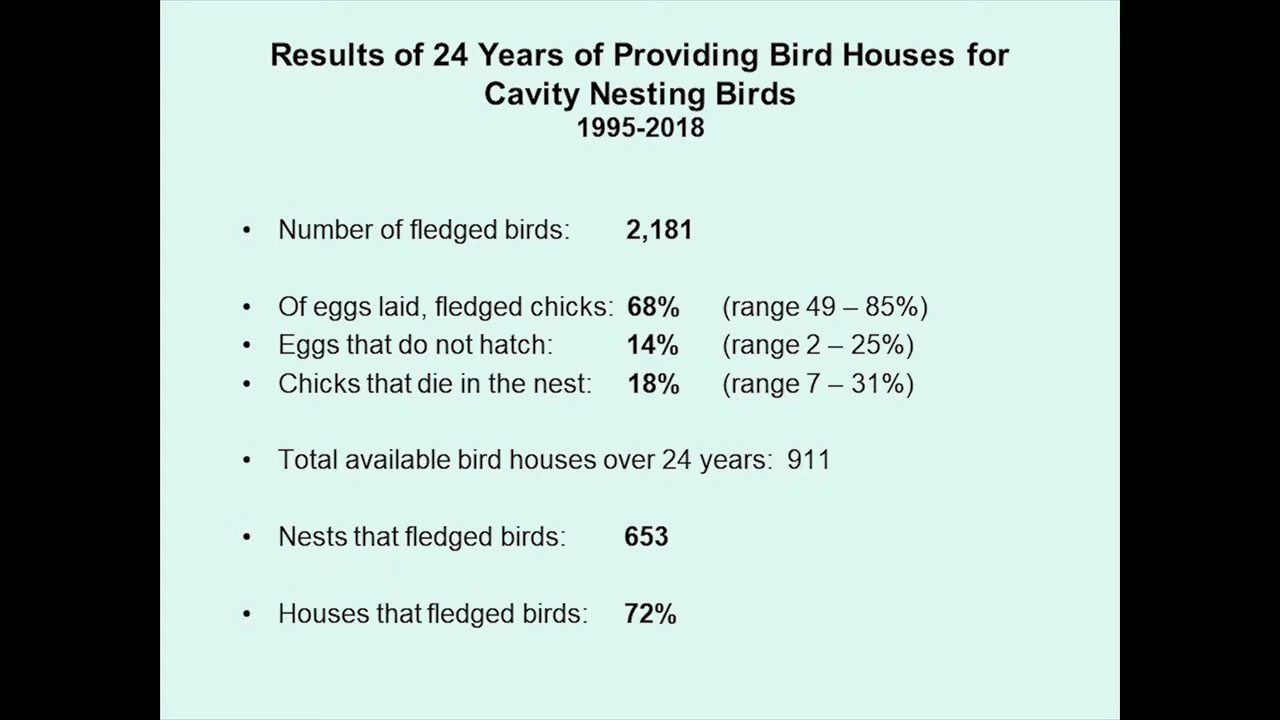 Results of 24 Years of Providing Bird Houses for
Cavity Nesting Birds
1995-2018
• Number of fledged birds: 2,181
• Of eggs laid, fledged chicks: 68% (range 49 – 85%)
• Eggs that do not hatch: 14% (range 2 – 25%)
• Chicks that die in the nest: 18% (range 7 – 31%)
• Total available bird houses over 24 years: 911
• Nests that fledged birds: 653
• Houses that fledged birds: 72%